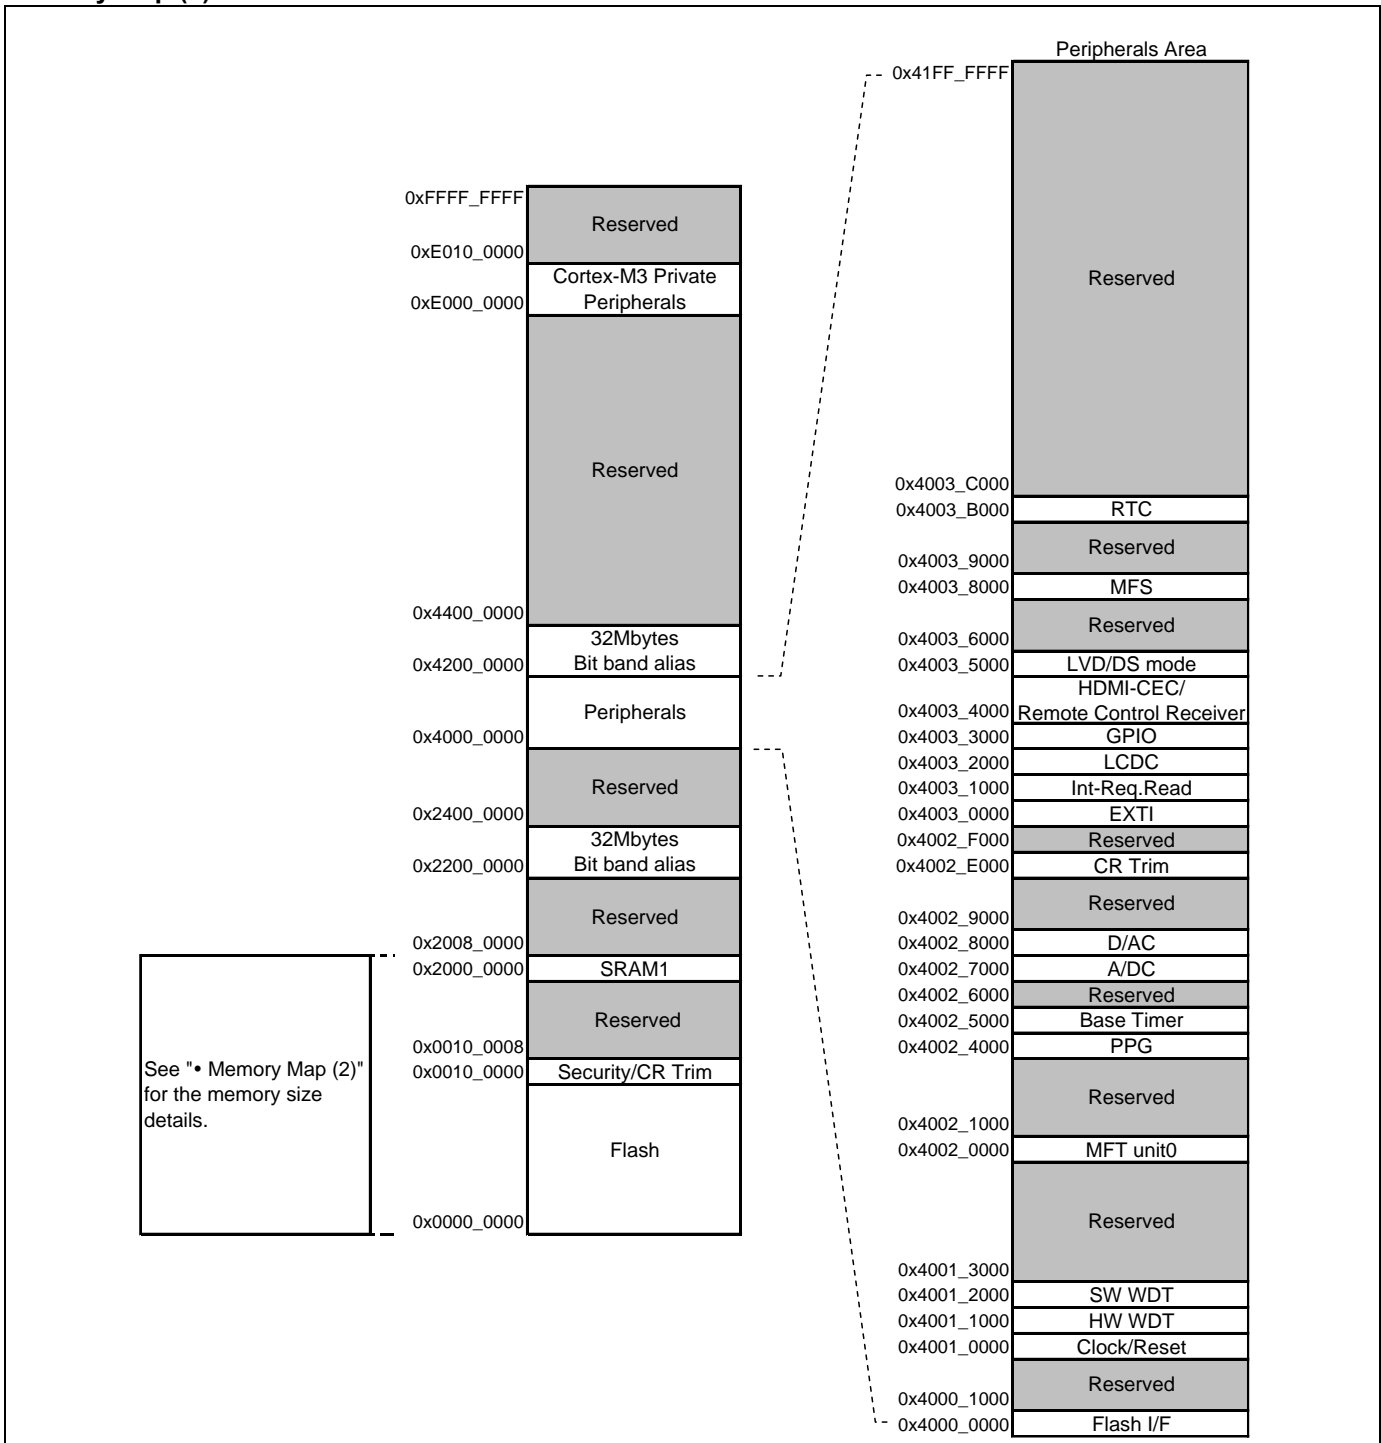 Peripherals Area
0x41FF_FFFF
Reserved
0x4003_C000
0x4003_B000 RTC
Reserved
0x4003_9000
0x4003_8000 MFS
Reserved
0x4003_6000
0x4003_5000 LVD/DS mode
HDMI-CEC/
0x4003_4000 Remote Control Receiver
0x4003_3000 GPIO
0x4003_2000 LCDC
0x4003_1000 Int-Req.Read
0x4003_0000 EXTI
0x4002_F000 Reserved
0x4002_E000 CR Trim
Reserved
0x4002_9000
0x4002_8000 D/AC
0x4002_7000 A/DC
0x4002_6000 Reserved
0x4002_5000 Base Timer
0x4002_4000 PPG
Reserved
0x4002_1000
0x4002_0000 MFT unit0
Reserved
0x4001_3000
0x4001_2000 SW WDT
0x4001_1000 HW WDT
0x4001_0000 Clock/Reset
Reserved
0x4000_1000
0x4000_0000 Flash I/F
0xFFFF_FFFF
Reserved
0xE010_0000
Cortex-M3 Private
0xE000_0000 Peripherals
Reserved
0x4400_0000
32Mbytes
0x4200_0000 Bit band alias
Peripherals
0x4000_0000
Reserved
0x2400_0000
32Mbytes
0x2200_0000 Bit band alias
Reserved
0x2008_0000
0x2000_0000 SRAM1
Reserved
0x0010_0008
0x0010_0000 Security/CR Trim
Flash
0x0000_0000
See "• Memory Map (2)"
for the memory size
details.